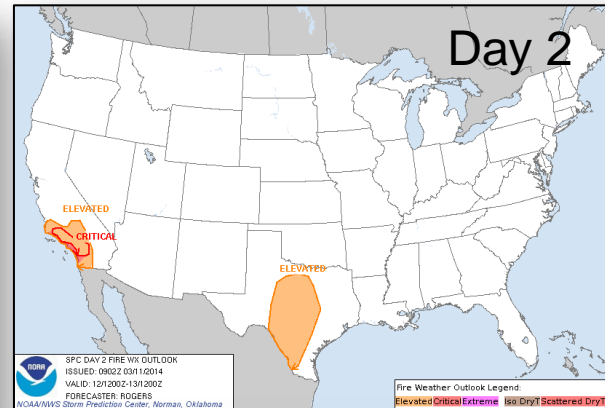 Day 2
ELEVATED
CRITICAL
ELEVATED
NOAA
SPC DAY 2 FIRE WX OUTLOOK
ISSUED: 0902Z 03/11/2014
VALID: 12/1200Z-13/1200Z
FORECASTER: ROGERS
NOAA/NWS Storm Prediction Center, Norman, Oklahoma
Fire Weather Outlook Legend:
Elevated Critical Extreme Iso DryT Scattered DryT